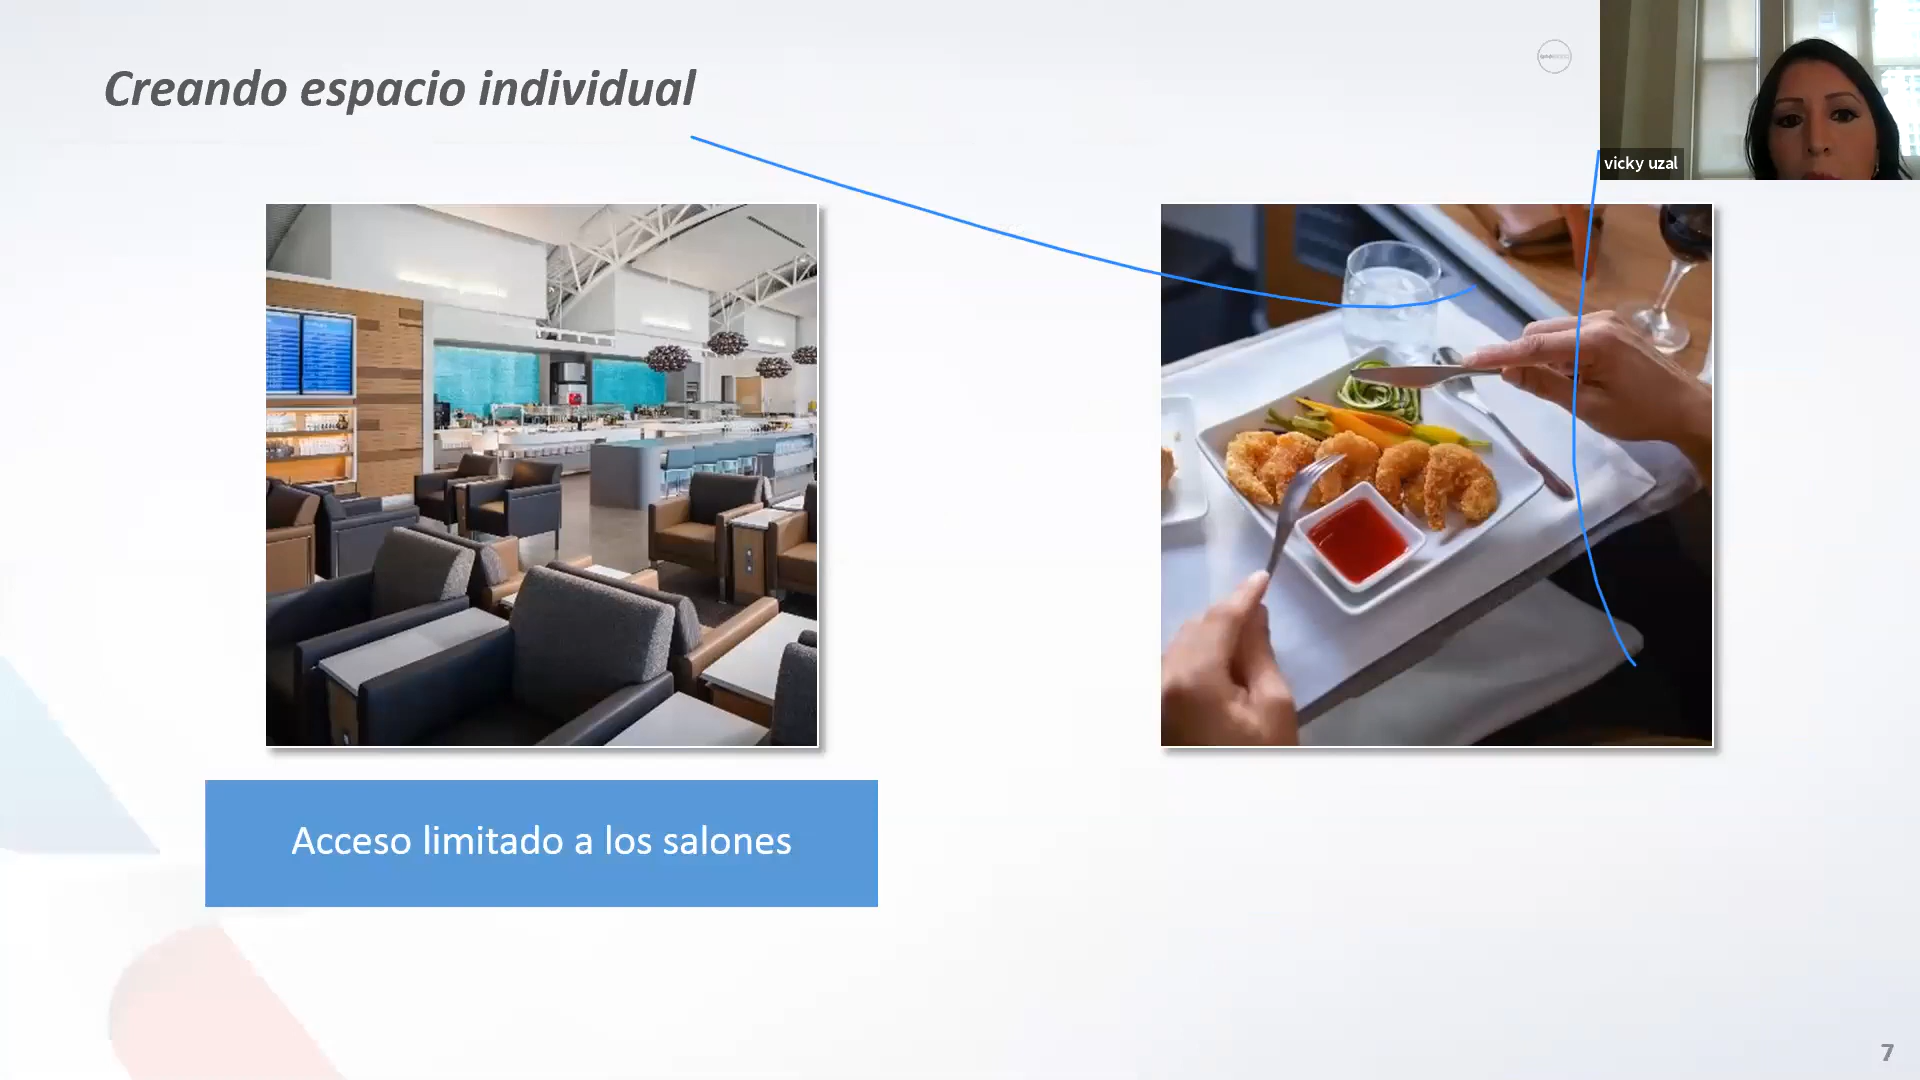 Creando espacio individual
vicky uzal
Acceso limitado a los salones
7